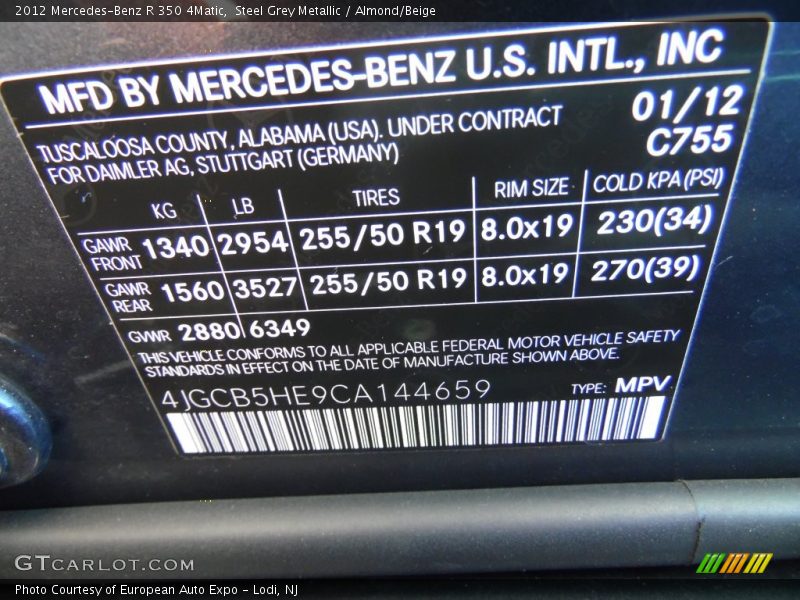 2012 Mercedes-Benz R 350 4Matic, Steel Grey Metallic / Almond/Beige
MFD BY MERCEDES-BENZ U.S. INTL., INC
TUSCALOOSA COUNTY, ALABAMA (USA). UNDER CONTRACT
FOR DAIMLER AG, STUTTGART (GERMANY)
01/12
C755
KG LB TIRES RIM SIZE COLD KPA (PSI)
GAWR FRONT 1340 2954 255/50 R19 8.0x19 230(34)
GAWR REAR 1560 3527 255/50 R19 8.0x19 270(39)
GWR 2880 6349
THIS VEHICLE CONFORMS TO ALL APPLICABLE FEDERAL MOTOR VEHICLE SAFETY
STANDARDS IN EFFECT ON THE DATE OF MANUFACTURE SHOWN ABOVE.
4JGCB5HE9CA144659 TYPE: MPV
GTCARLOT.COM
Photo Courtesy of European Auto Expo - Lodi, NJ